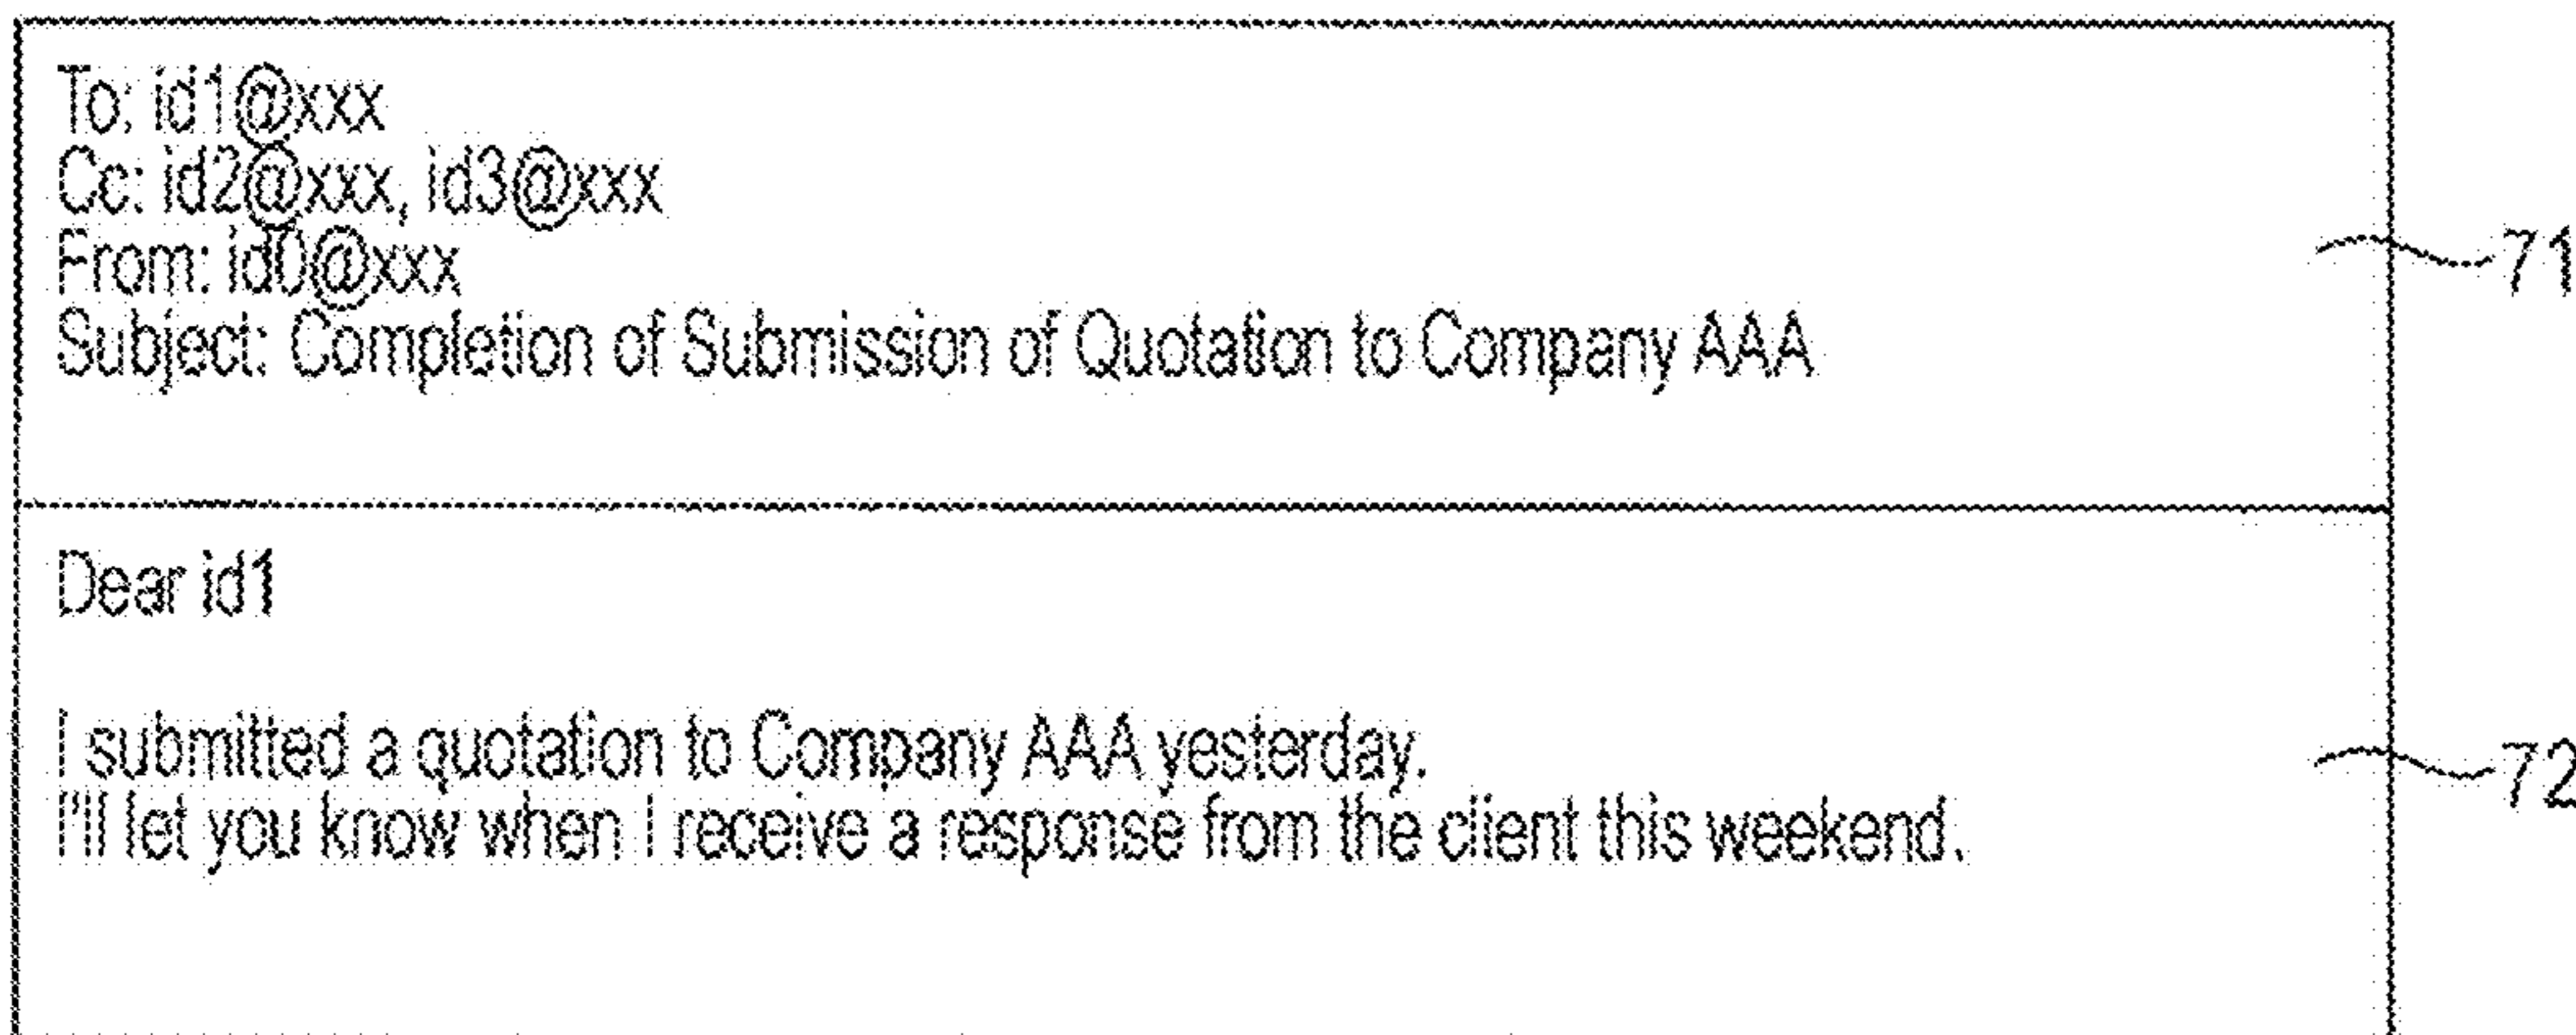 To: id1@xxx
Cc: id2@xxx, id3@xxx
From: id0@xxx
Subject: Completion of Submission of Quotation to Company AAA
71
Dear id1
I submitted a quotation to Company AAA yesterday.
I'll let you know when I receive a response from the client this weekend.
72